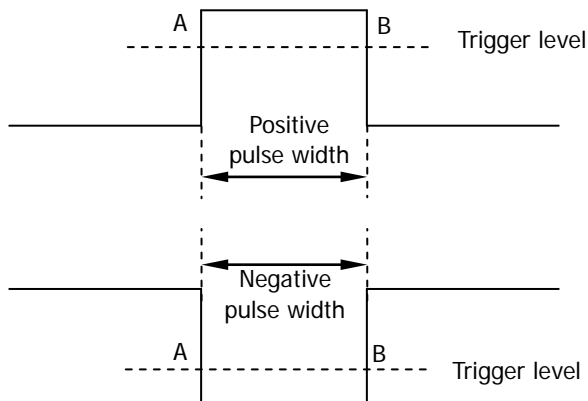 A
B
Trigger level
Positive
pulse width
Negative
pulse width
A
B
Trigger level